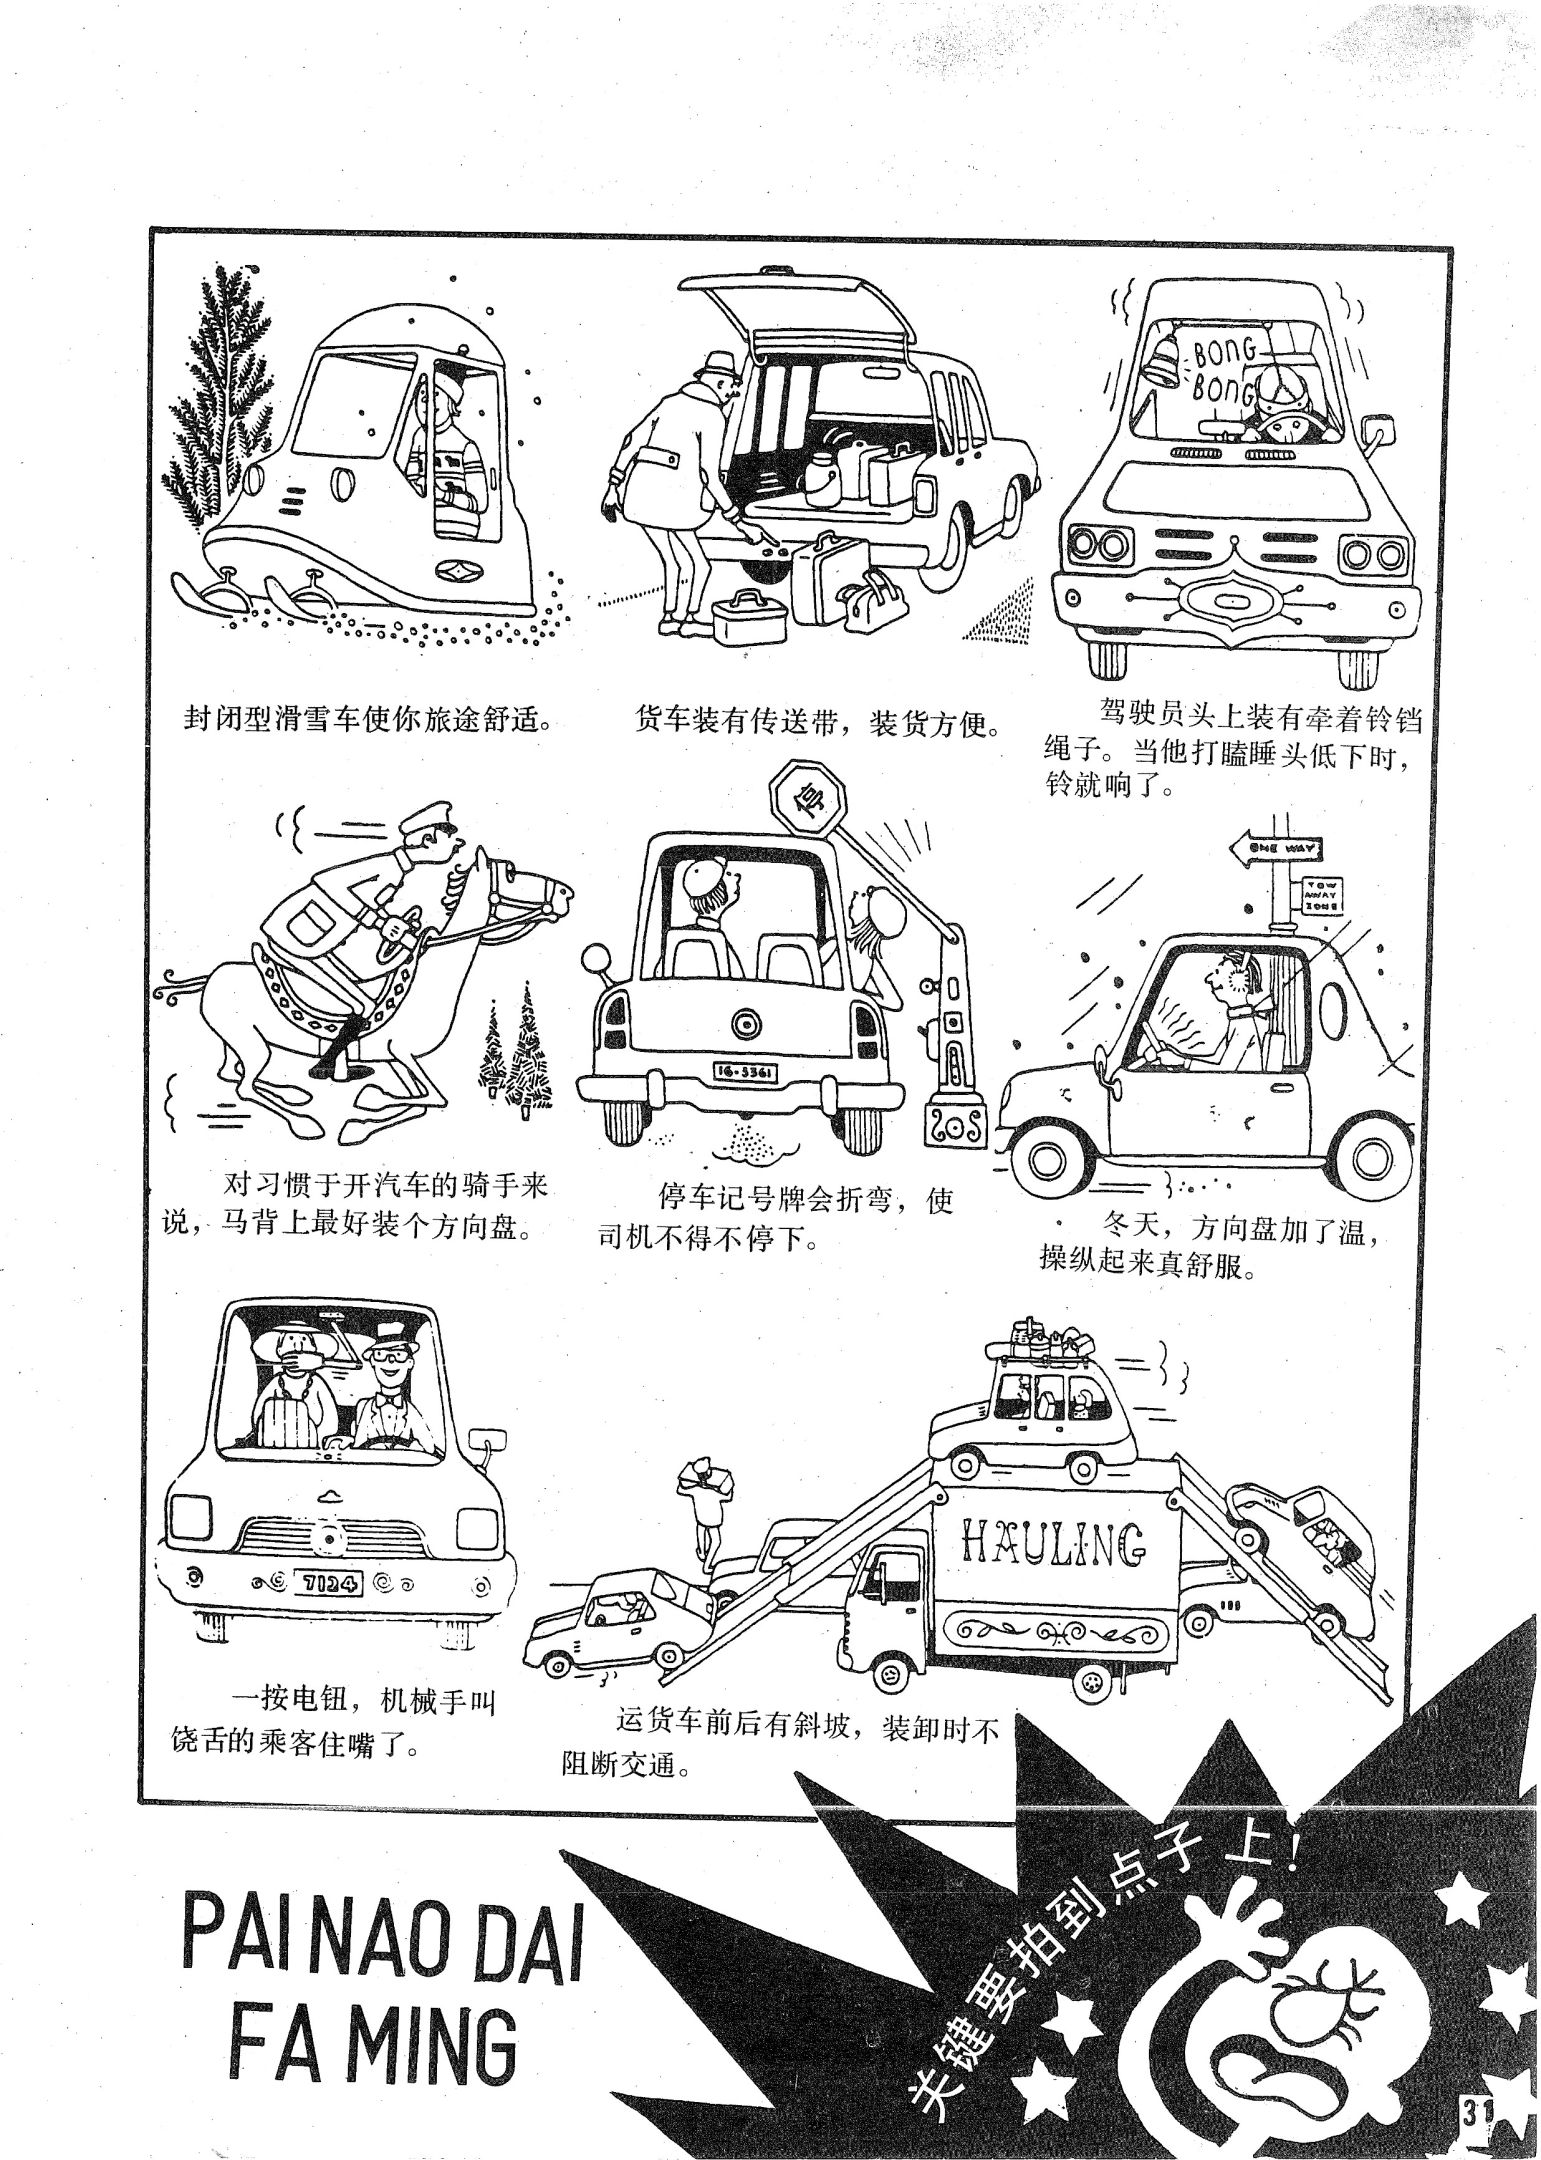 BONG
BONG
封闭型滑雪车使你旅途舒适。
货车装有传送带，装货方便。
驾驶员头上装有牵着铃铛
绳子。当他打瞌睡头低下时，
铃就响了。
停
16·5361
ONE WAY
TOW
AWAY
ZONE
对习惯于开汽车的骑手来
说，马背上最好装个方向盘。
停车记号牌会折弯，使
司机不得不停下。
冬天，方向盘加了温，
操纵起来真舒服。
7124
HAULING
一按电钮，机械手叫
饶舌的乘客住嘴了。
运货车前后有斜坡，装卸时不
阻断交通。
关键要拍到点子上！
PAI NAO DAI
FA MING
31